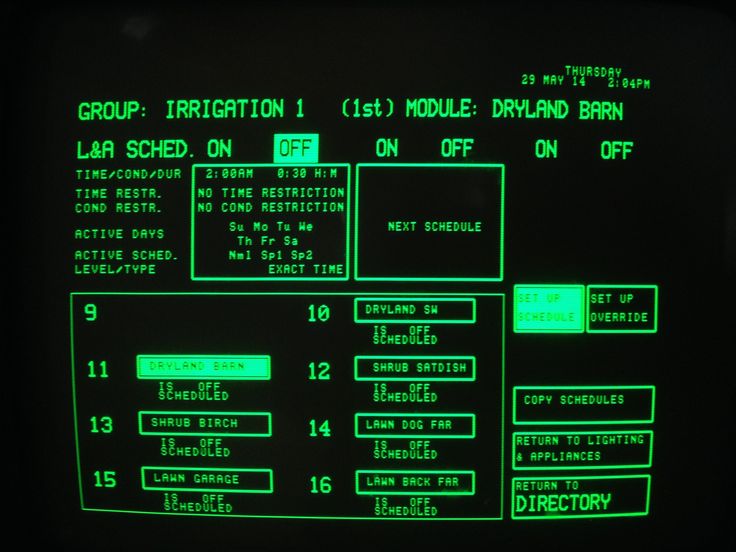 THURSDAY
29 MAY 14 2:04PM
GROUP: IRRIGATION 1 (1st) MODULE: DRYLAND BARN
L&A SCHED. ON OFF ON OFF ON OFF
TIME/COND/DUR 2:00AM 0:30 H:M
TIME RESTR. NO TIME RESTRICTION
COND RESTR. NO COND RESTRICTION
NEXT SCHEDULE
ACTIVE DAYS Su Mo Tu We
Th Fr Sa
ACTIVE SCHED. Nml Sp1 Sp2
LEVEL/TYPE EXACT TIME
SET UP SCHEDULE
SET UP OVERRIDE
9
10 DRYLAND SW
IS OFF
SCHEDULED
11 DRYLAND BARN
IS OFF
SCHEDULED
12 SHRUB SATDISH
IS OFF
SCHEDULED
13 SHRUB BIRCH
IS OFF
SCHEDULED
14 LAWN DOG FAR
IS OFF
SCHEDULED
15 LAWN GARAGE
IS OFF
SCHEDULED
16 LAWN BACK FAR
IS OFF
SCHEDULED
COPY SCHEDULES
RETURN TO LIGHTING
& APPLIANCES
RETURN TO
DIRECTORY